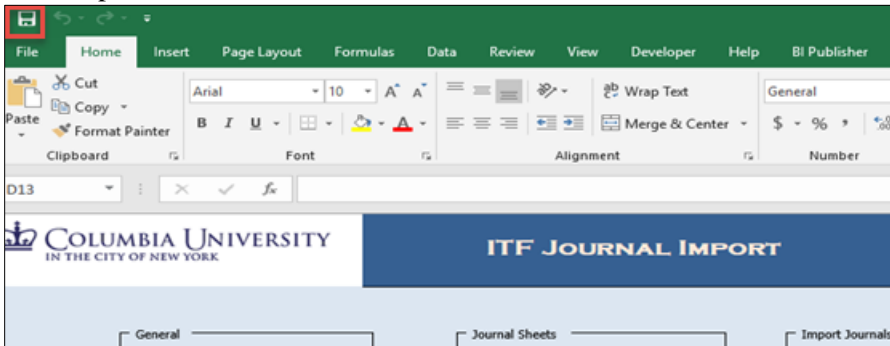 File Home Insert Page Layout Formulas Data Review View Developer Help BI Publisher
Cut
Arial 10 A A Wrap Text General
Copy
Paste
Format Painter B I U A Merge & Center $ % ,
Clipboard Font Alignment Number
D13 fx
COLUMBIA UNIVERSITY
IN THE CITY OF NEW YORK
ITF JOURNAL IMPORT
General Journal Sheets Import Journals